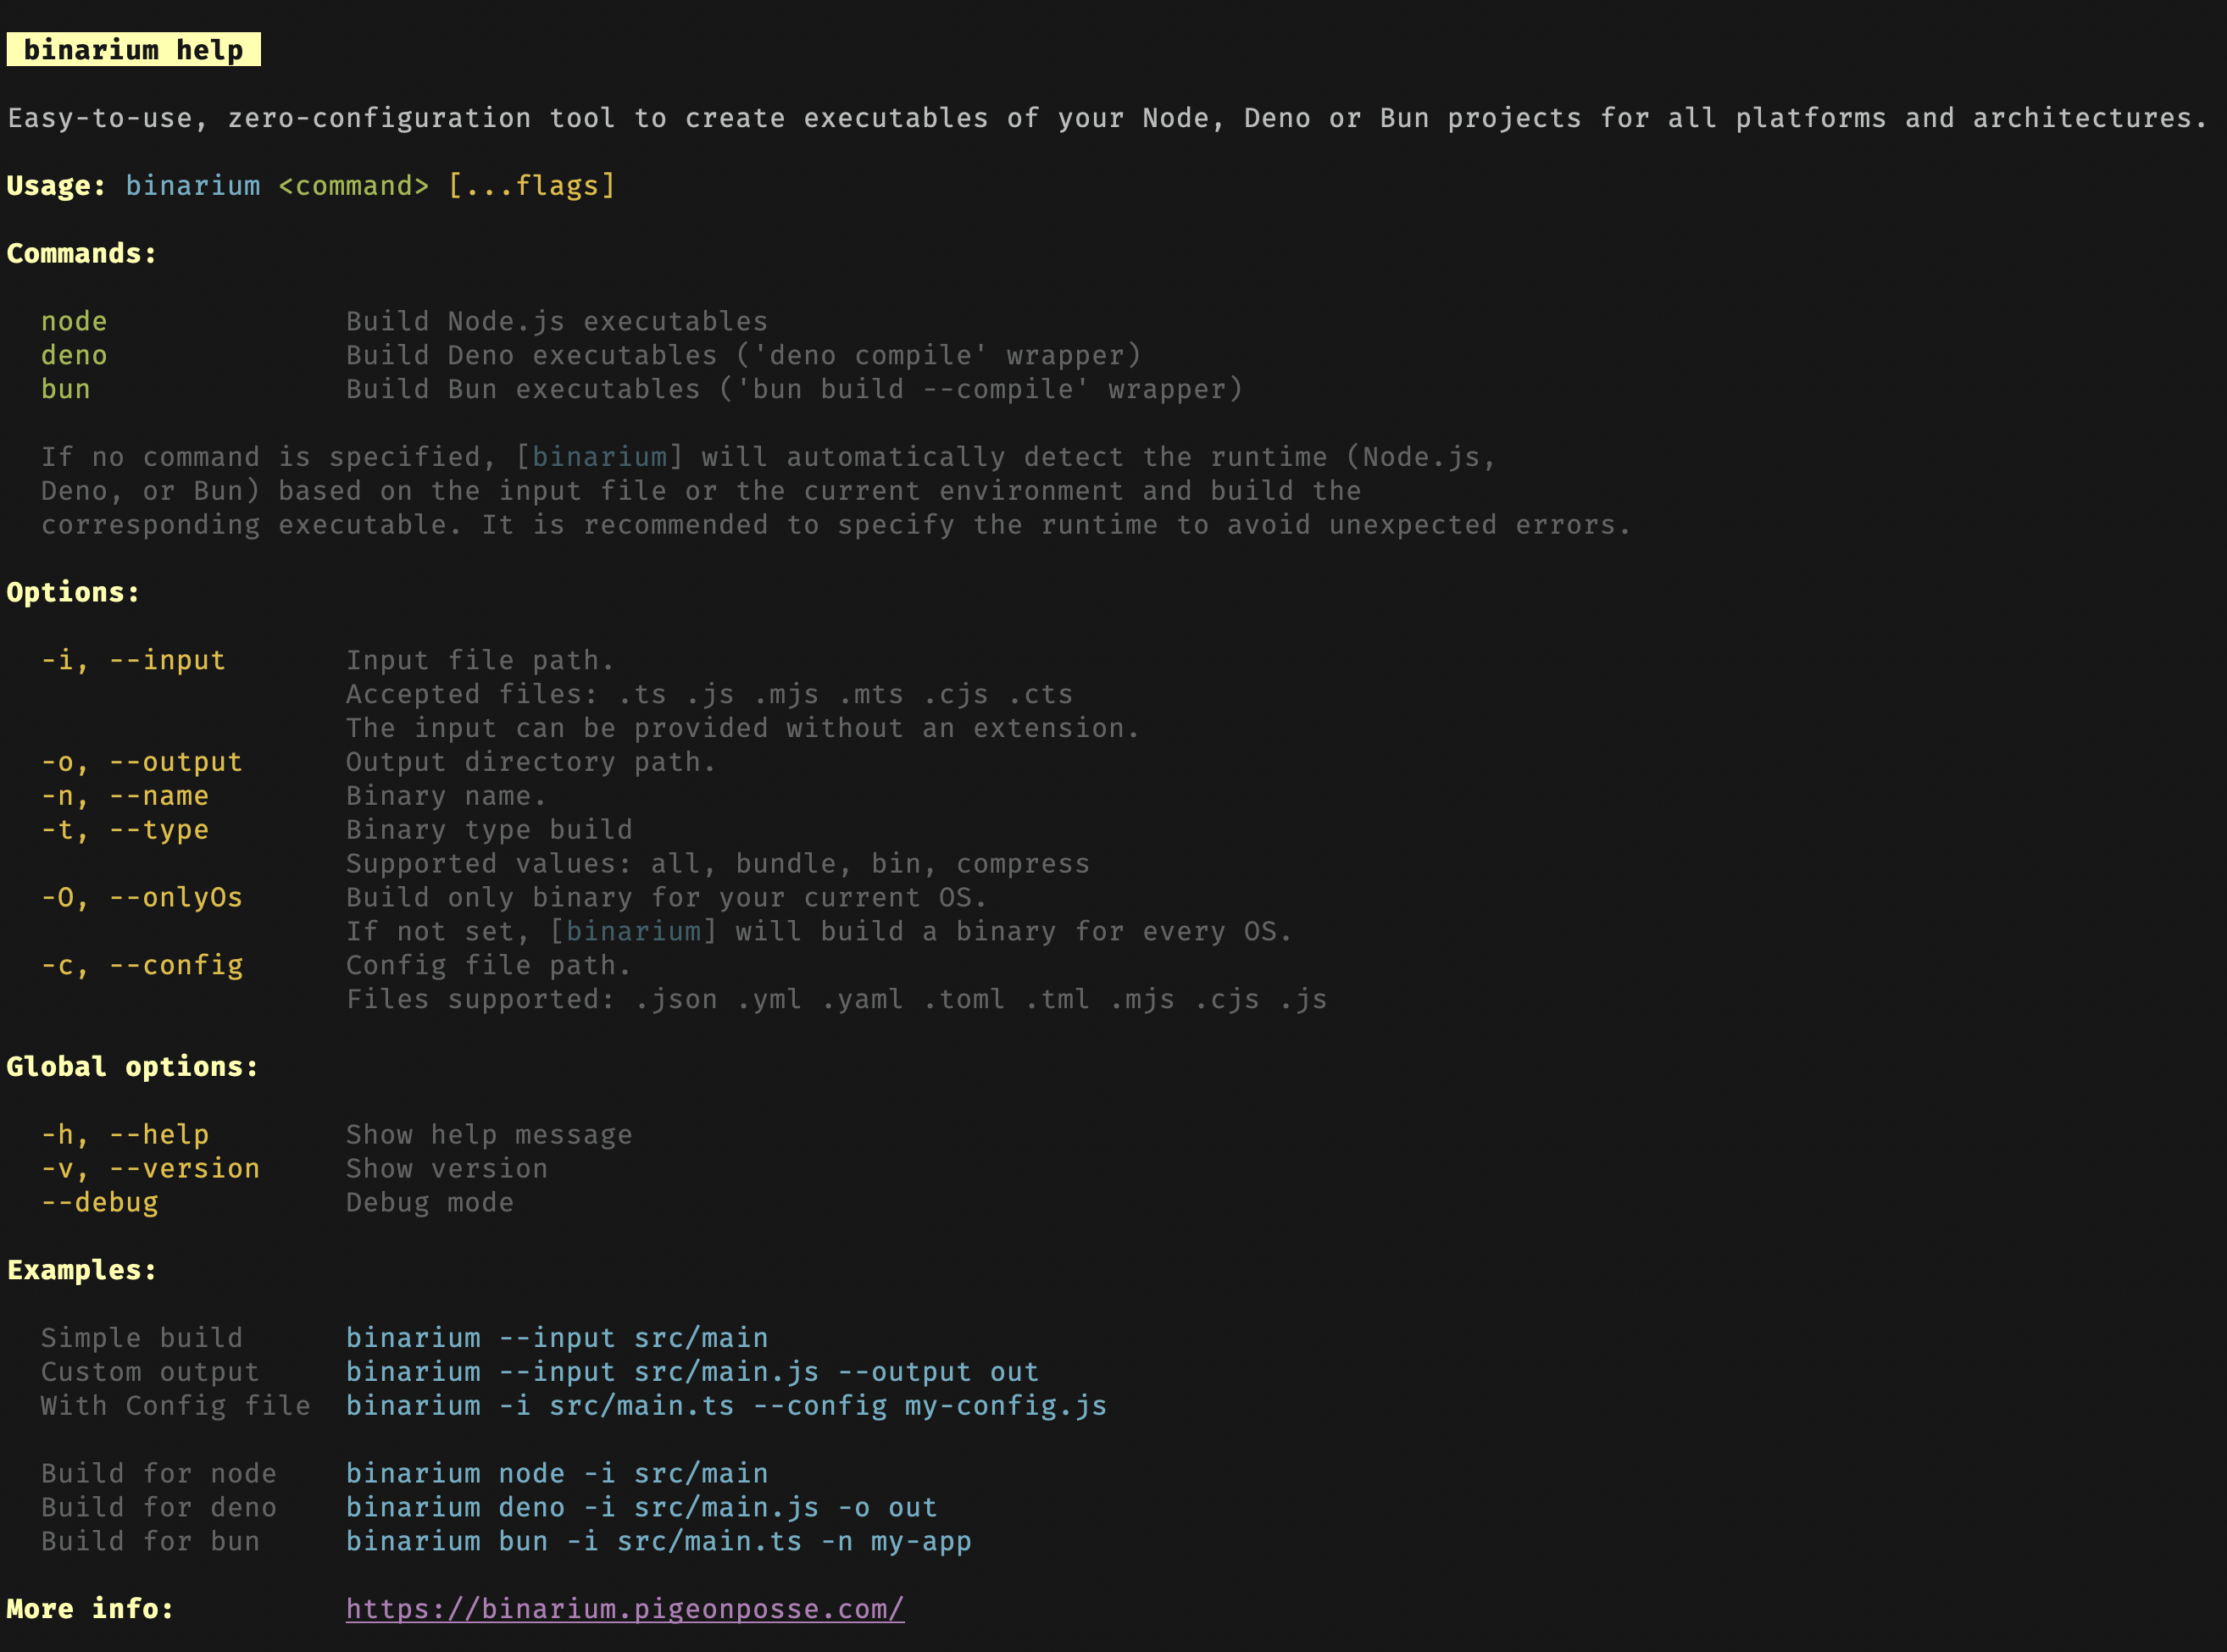 binarium help
Easy-to-use, zero-configuration tool to create executables of your Node, Deno or Bun projects for all platforms and architectures.
Usage: binarium <command> [...flags]
Commands:
node Build Node.js executables
deno Build Deno executables ('deno compile' wrapper)
bun Build Bun executables ('bun build --compile' wrapper)
If no command is specified, [binarium] will automatically detect the runtime (Node.js,
Deno, or Bun) based on the input file or the current environment and build the
corresponding executable. It is recommended to specify the runtime to avoid unexpected errors.
Options:
-i, --input Input file path.
Accepted files: .ts .js .mjs .mts .cjs .cts
The input can be provided without an extension.
-o, --output Output directory path.
-n, --name Binary name.
-t, --type Binary type build
Supported values: all, bundle, bin, compress
-O, --onlyOs Build only binary for your current OS.
If not set, [binarium] will build a binary for every OS.
-c, --config Config file path.
Files supported: .json .yml .yaml .toml .tml .mjs .cjs .js
Global options:
-h, --help Show help message
-v, --version Show version
--debug Debug mode
Examples:
Simple build binarium --input src/main
Custom output binarium --input src/main.js --output out
With Config file binarium -i src/main.ts --config my-config.js
Build for node binarium node -i src/main
Build for deno binarium deno -i src/main.js -o out
Build for bun binarium bun -i src/main.ts -n my-app
More info: https://binarium.pigeonposse.com/